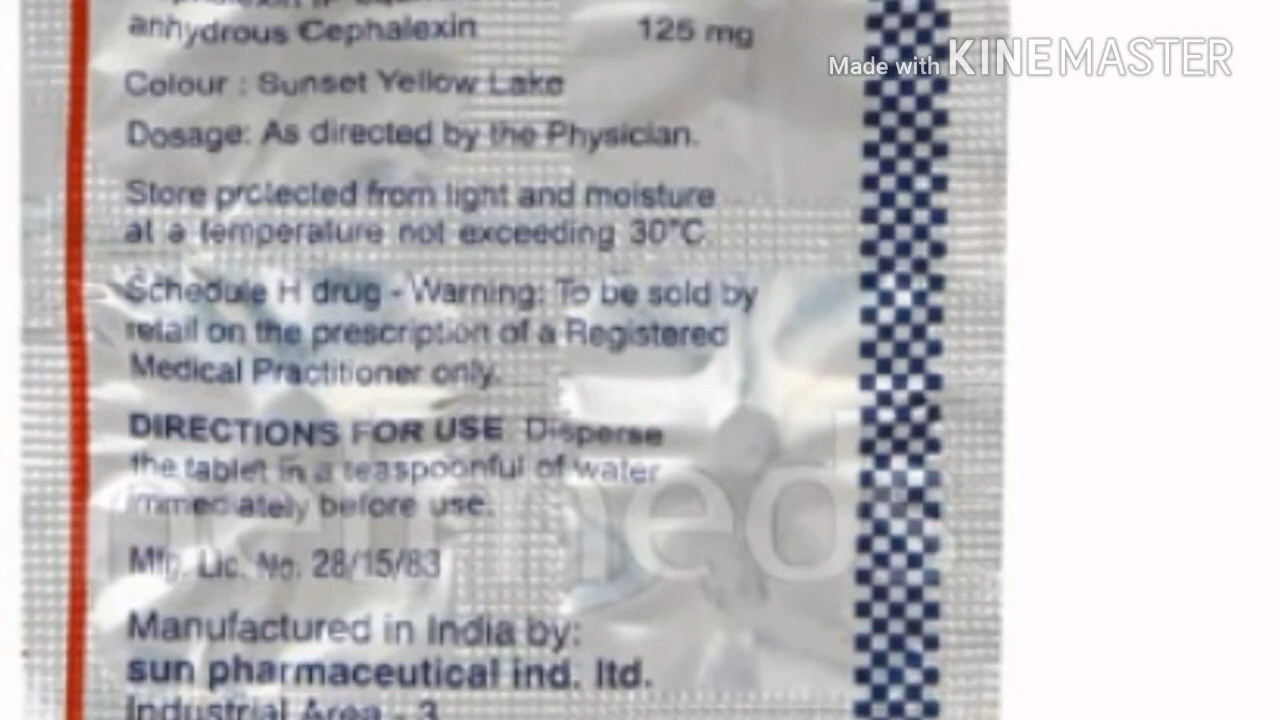 anhydrous Cephalexin 125 mg
Made with KINEMASTER
Colour : Sunset Yellow Lake
Dosage: As directed by the Physician.
Store protected from light and moisture
at a temperature not exceeding 30°C
Schedule H drug - Warning: To be sold by
retail on the prescription of a Registered
Medical Practitioner only.
DIRECTIONS FOR USE Disperse
the tablet in a teaspoonful of water
immediately before use.
Mfg. Lic. No. 28/15/83
Manufactured in India by:
sun pharmaceutical ind. ltd.
Industrial Area - 3